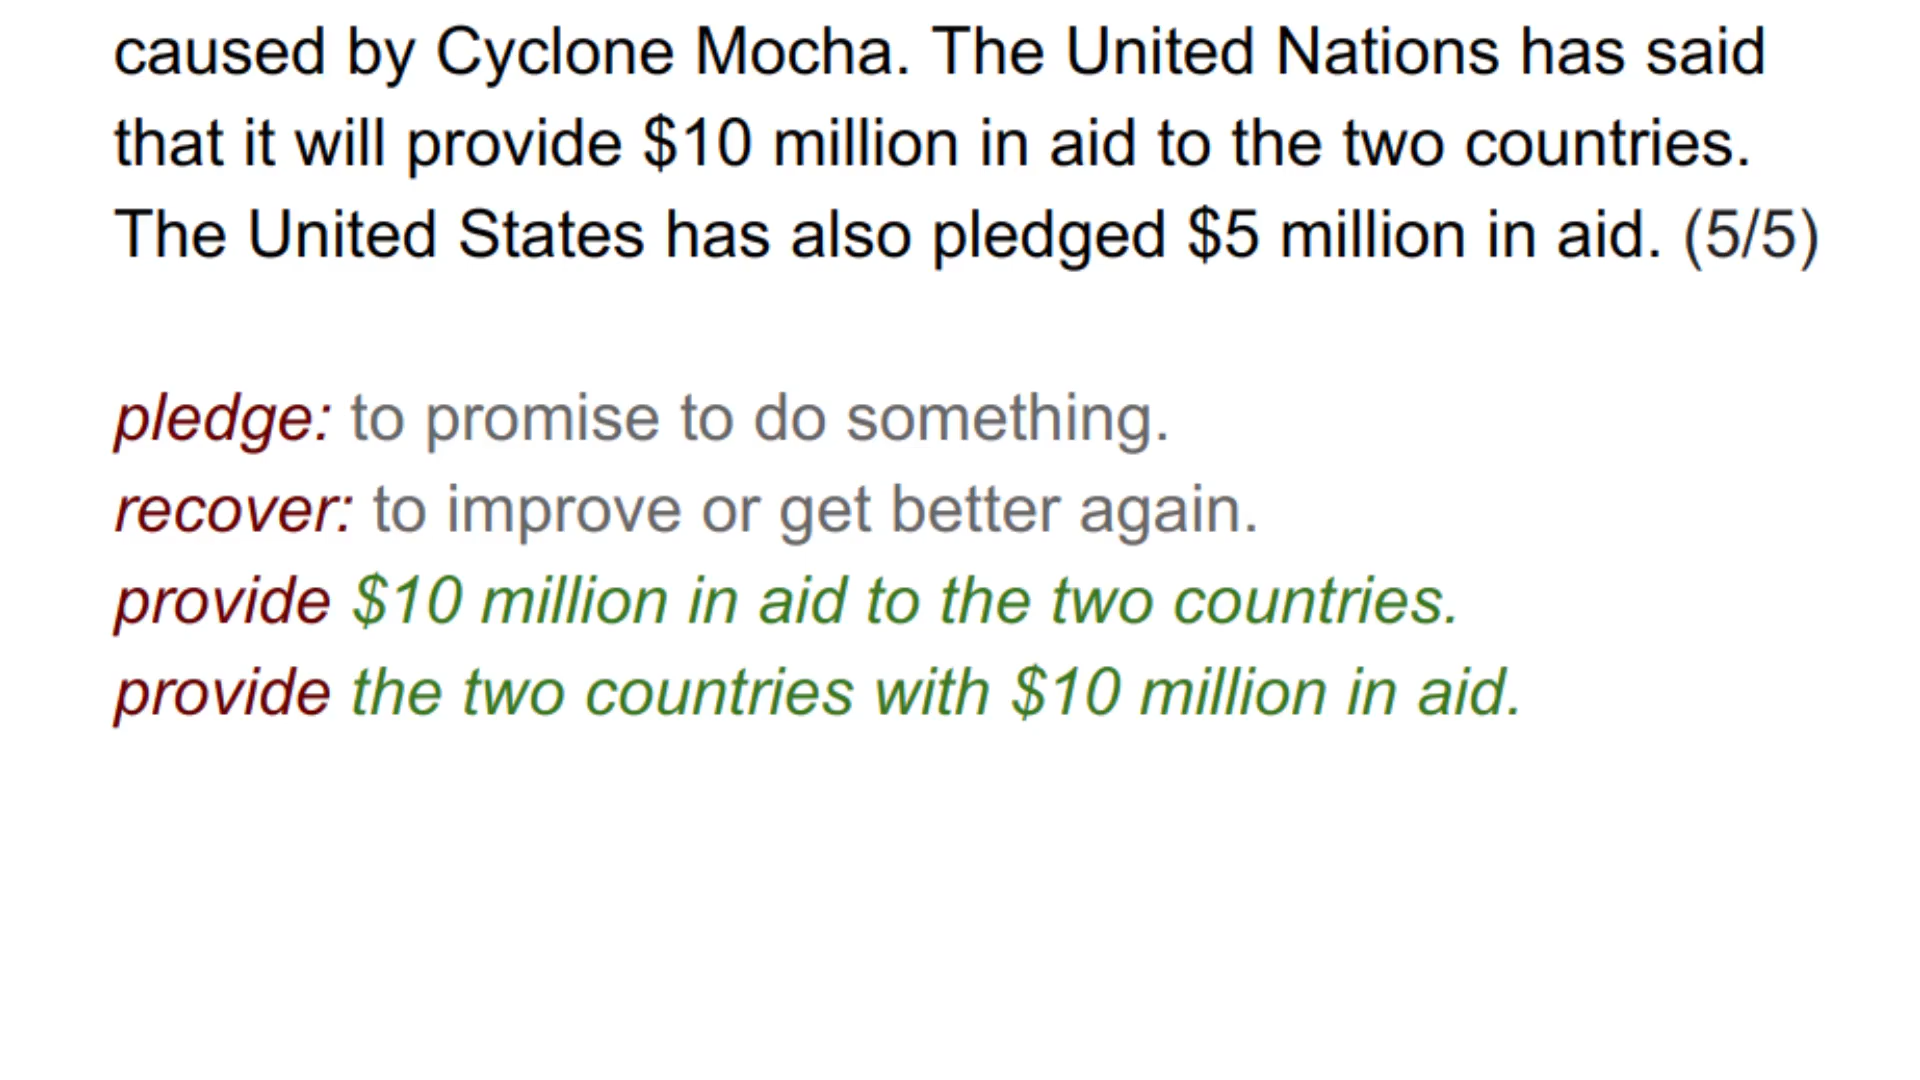 caused by Cyclone Mocha. The United Nations has said
that it will provide $10 million in aid to the two countries.
The United States has also pledged $5 million in aid. (5/5)
pledge: to promise to do something.
recover: to improve or get better again.
provide $10 million in aid to the two countries.
provide the two countries with $10 million in aid.